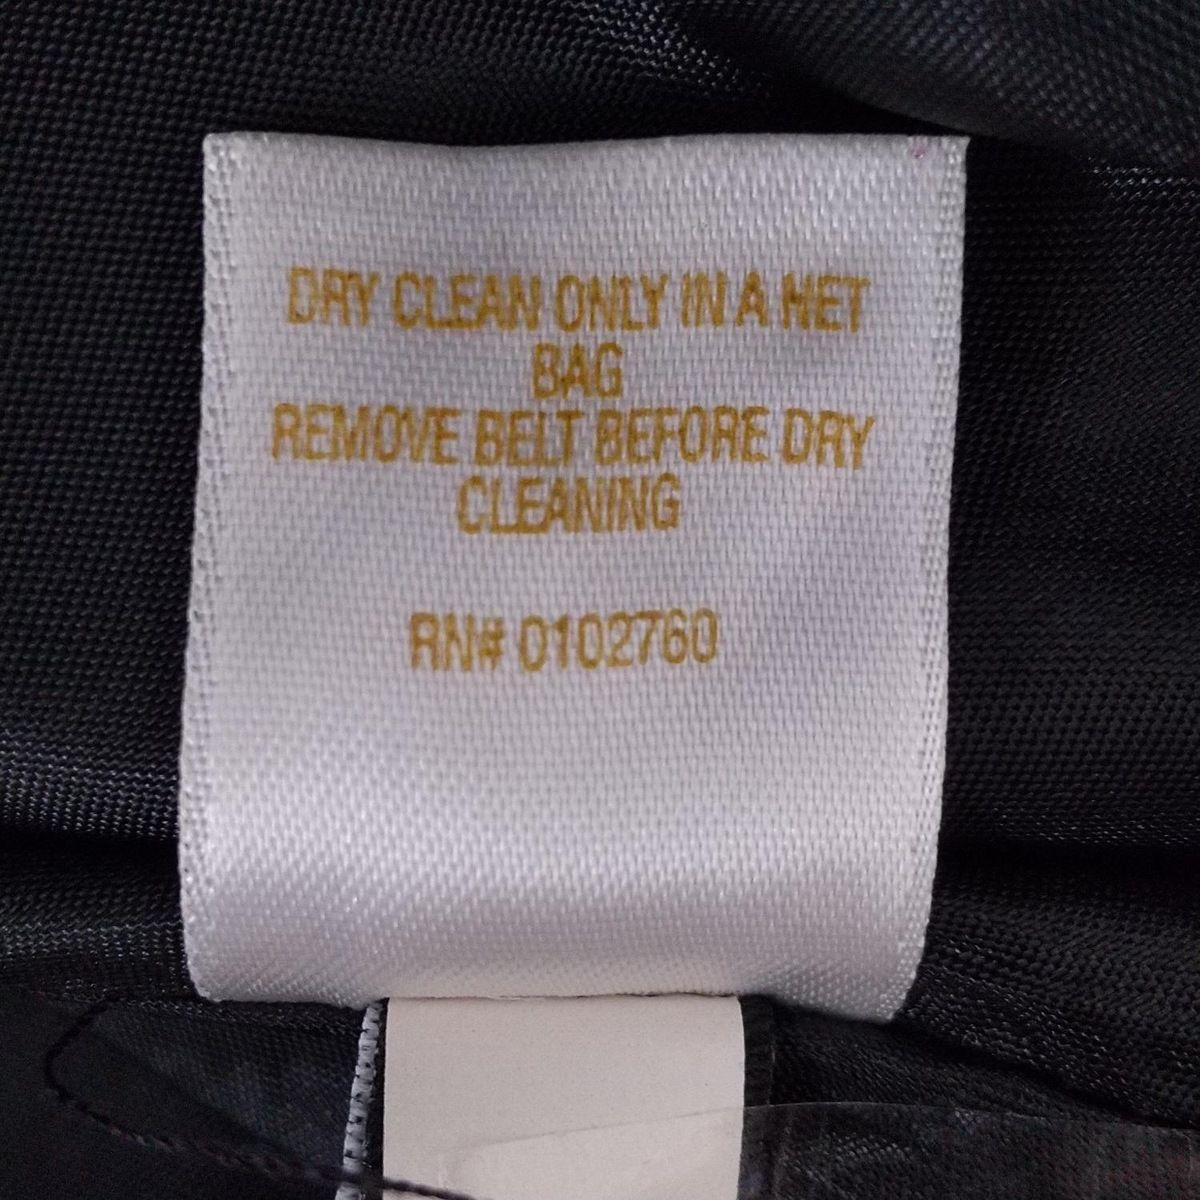 DRY CLEAN ONLY IN A NET
BAG
REMOVE BELT BEFORE DRY
CLEANING
RN# 0102760